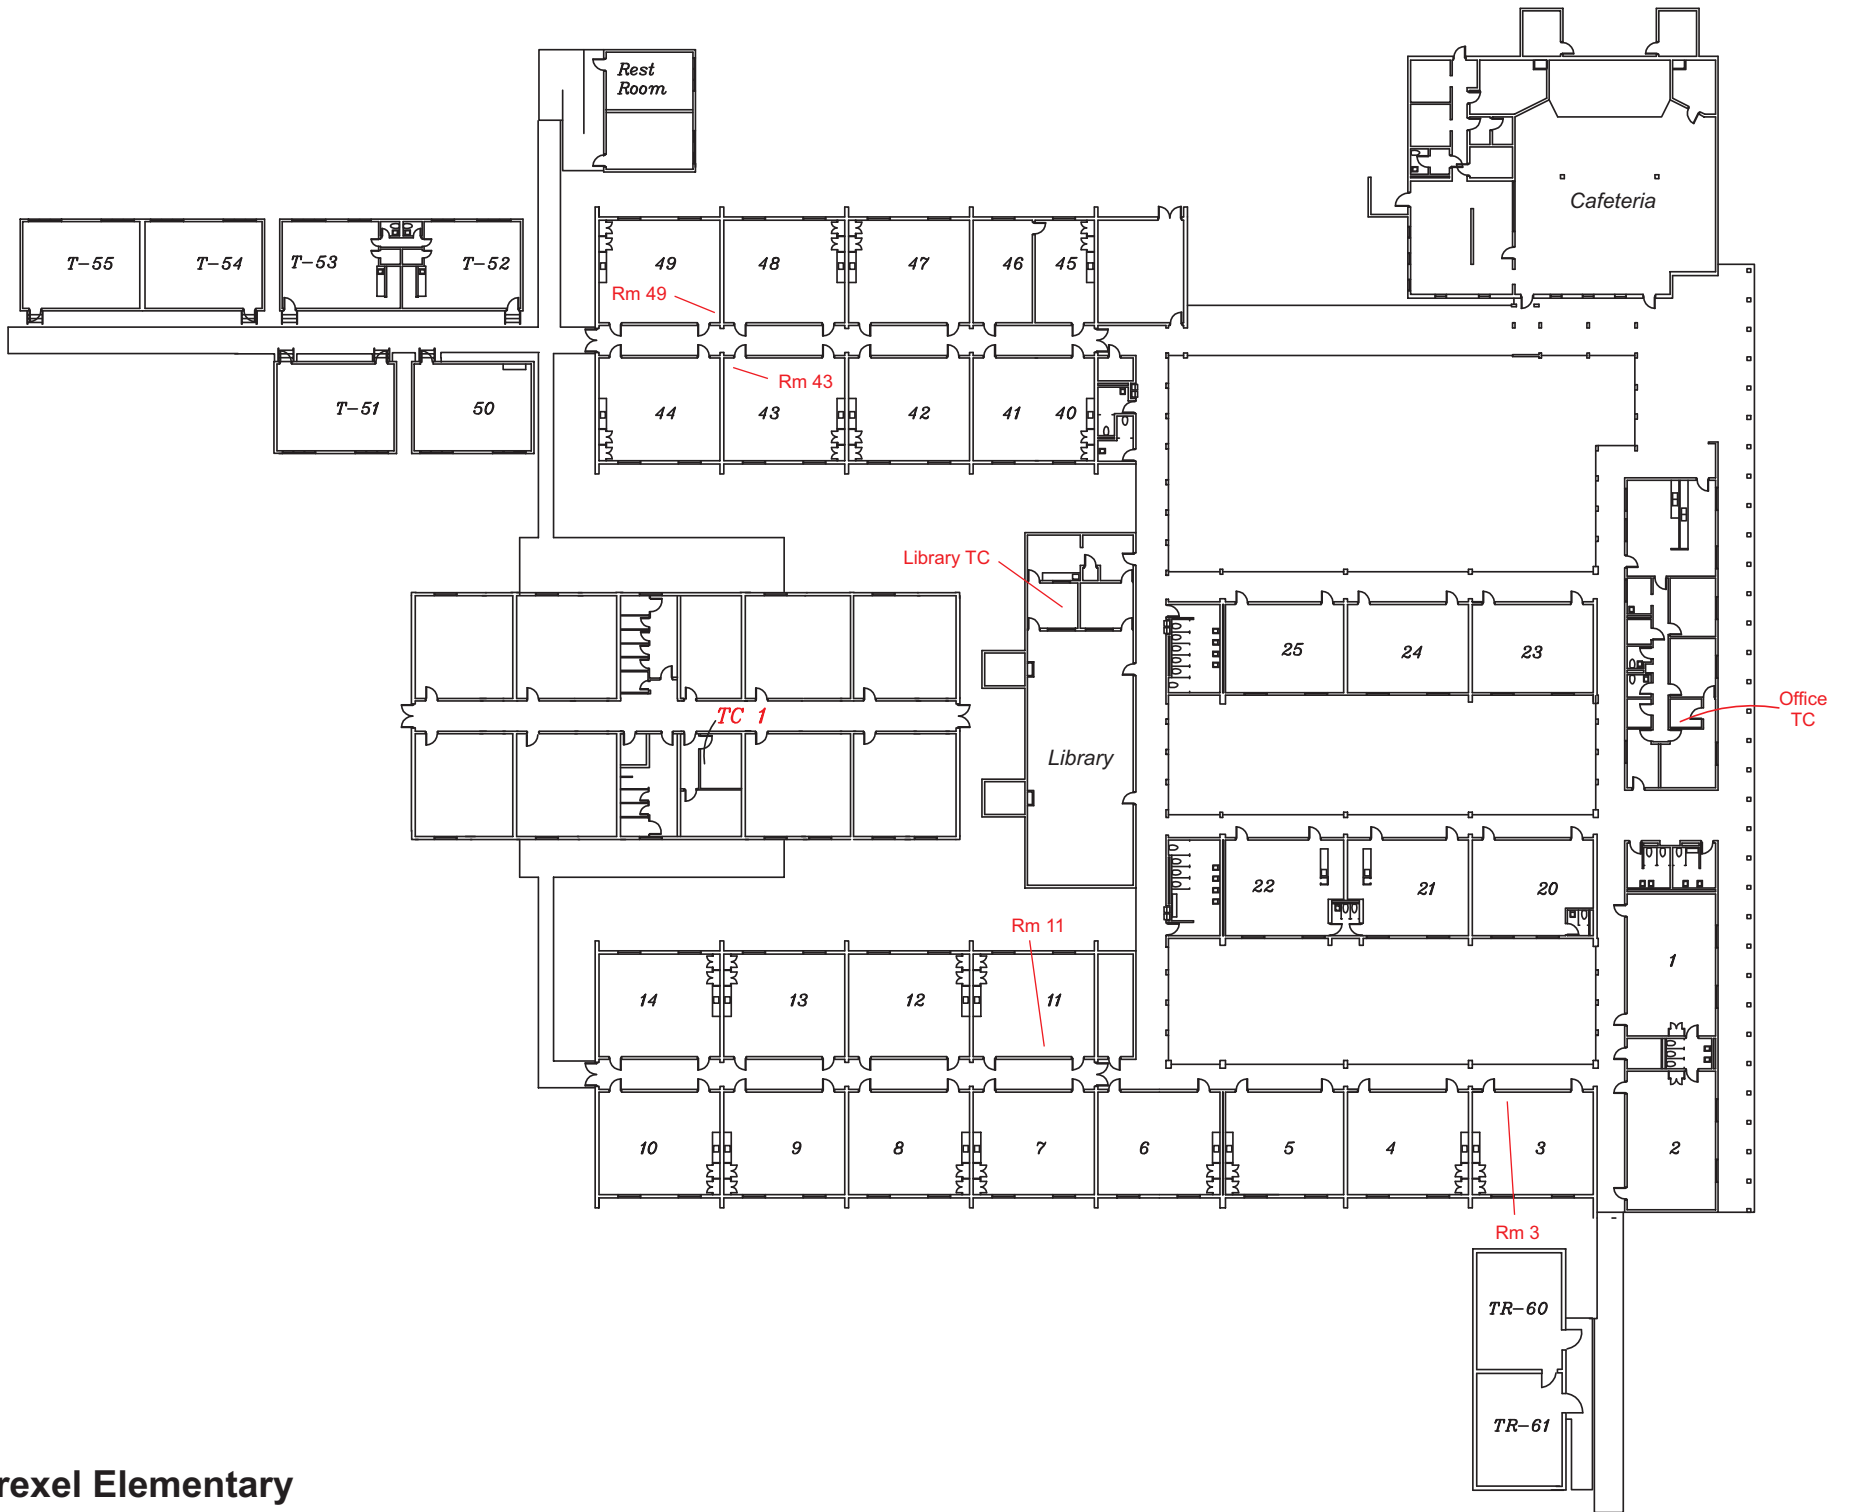 Rest
Room
Cafeteria
T-55
T-54
T-53
T-52
49
48
47
46
45
Rm 49
Rm 43
T-51
50
44
43
42
41
40
Library TC
25
24
23
Office
TC
TC 1
Library
22
21
20
Rm 11
1
14
13
12
11
10
9
8
7
6
5
4
3
2
Rm 3
TR-60
TR-61
rexel Elementary